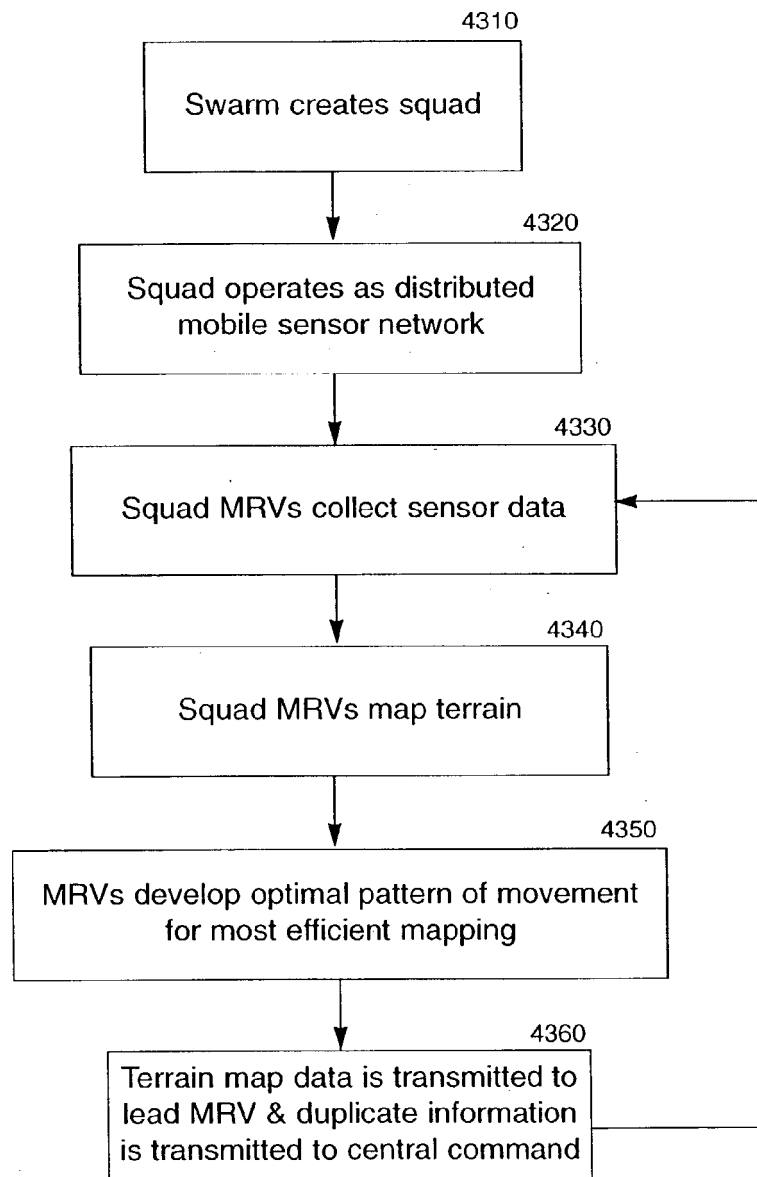 4310
Swarm creates squad
4320
Squad operates as distributed
mobile sensor network
4330
Squad MRVs collect sensor data
4340
Squad MRVs map terrain
4350
MRVs develop optimal pattern of movement
for most efficient mapping
4360
Terrain map data is transmitted to
lead MRV & duplicate information
is transmitted to central command